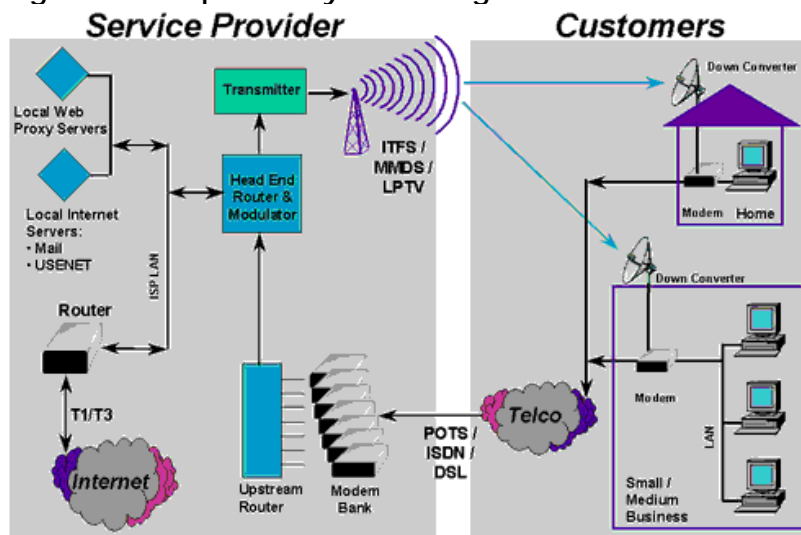 Service Provider
Customers
Local Web
Proxy Servers
Local Internet
Servers:
• Mail
• USENET
Transmitter
Head End
Router &
Modulator
ITFS /
MMDS /
LPTV
ISP LAN
Router
T1/T3
Internet
Upstream
Router
Modem
Bank
POTS /
ISDN /
DSL
Telco
Down Converter
Modem
Home
Down Converter
Modem
LAN
Small /
Medium
Business